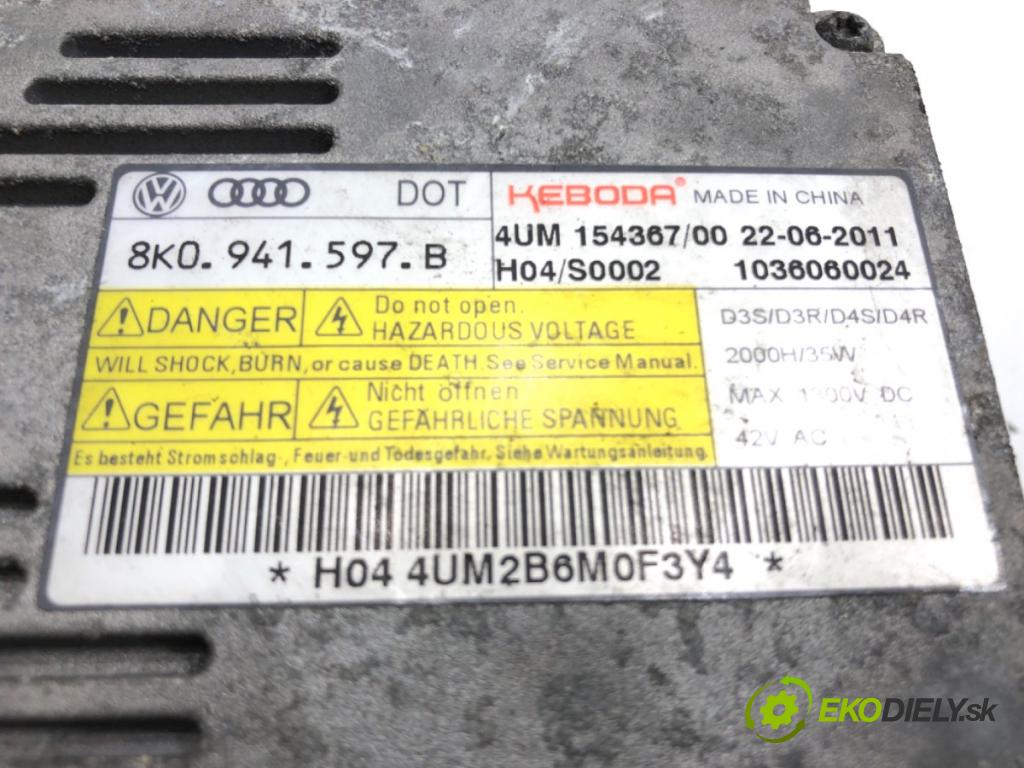 DOT
8K0.941.597.B
KEBODA® MADE IN CHINA
4UM 154367/00 22-06-2011
H04/S0002 1036060024
DANGER
Do not open.
HAZARDOUS VOLTAGE
WILL SHOCK, BURN, or cause DEATH. See Service Manual.
GEFAHR
Nicht öffnen
GEFÄHRLICHE SPANNUNG
Es besteht Stromschlag-, Feuer-und Todesgefahr, Siehe Wartungsanleitung.
D3S/D3R/D4S/D4R
2000H/35W
MAX 1300V DC
42V AC
* H04 4UM2B6M0F3Y4 *
EKODIELY.sk